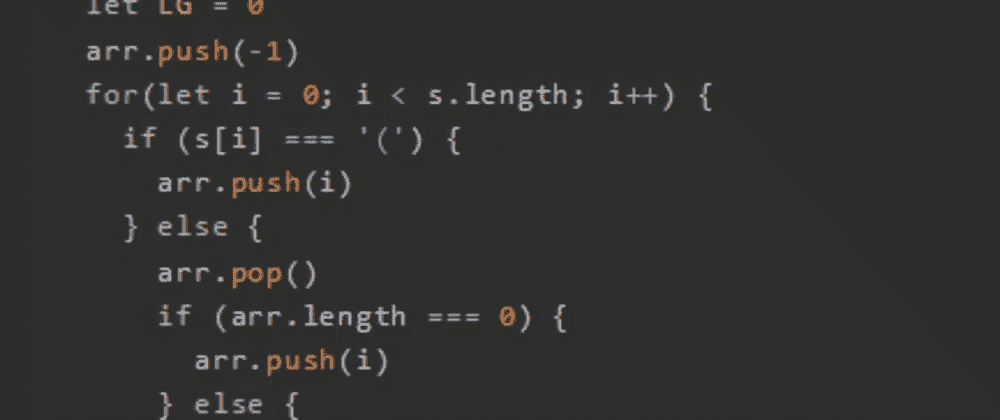 let LG = 0
arr.push(-1)
for(let i = 0; i < s.length; i++) {
if (s[i] === '(') {
arr.push(i)
} else {
arr.pop()
if (arr.length === 0) {
arr.push(i)
} else {